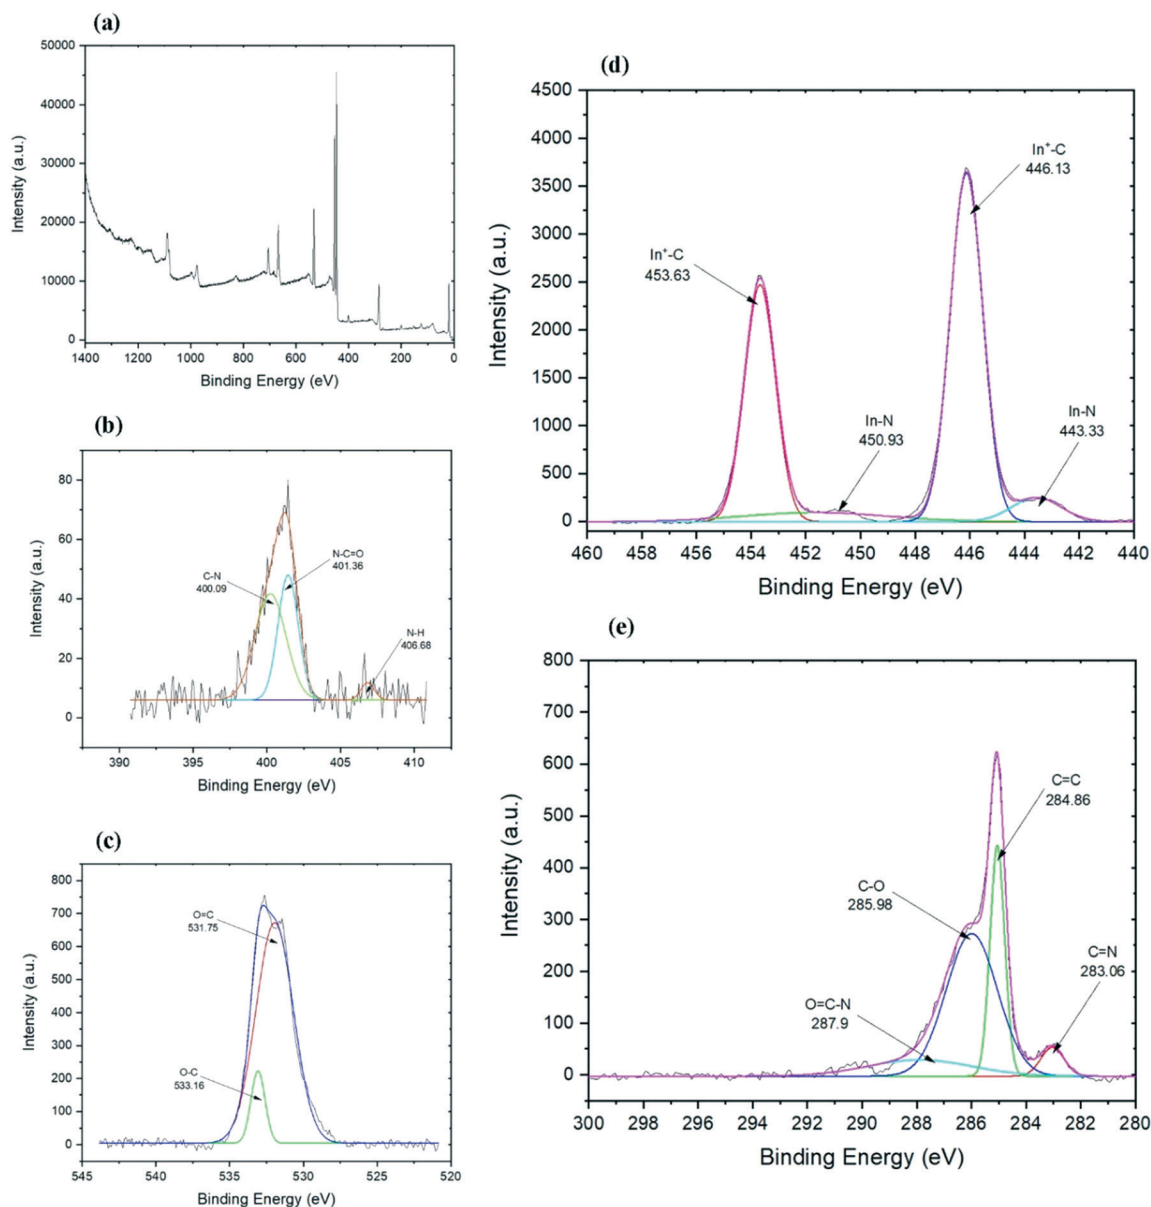 (a)
50000
40000
30000
20000
10000
0
1400 1200 1000 800 600 400 200 0
Intensity (a.u.)
Binding Energy (eV)
(b)
80
60
40
20
0
390 395 400 405 410
Intensity (a.u.)
Binding Energy (eV)
C-N
400.09
N-C=O
401.36
N-H
406.68
(c)
800
700
600
500
400
300
200
100
0
545 540 535 530 525 520
Intensity (a.u.)
Binding Energy (eV)
O=C
531.75
O-C
533.16
(d)
4500
4000
3500
3000
2500
2000
1500
1000
500
0
460 458 456 454 452 450 448 446 444 442 440
Intensity (a.u.)
Binding Energy (eV)
In⁺-C
453.63
In⁺-C
446.13
In-N
450.93
In-N
443.33
(e)
800
700
600
500
400
300
200
100
0
300 298 296 294 292 290 288 286 284 282 280
Intensity (a.u.)
Binding Energy (eV)
C=C
284.86
C-O
285.98
C=N
283.06
O=C-N
287.9